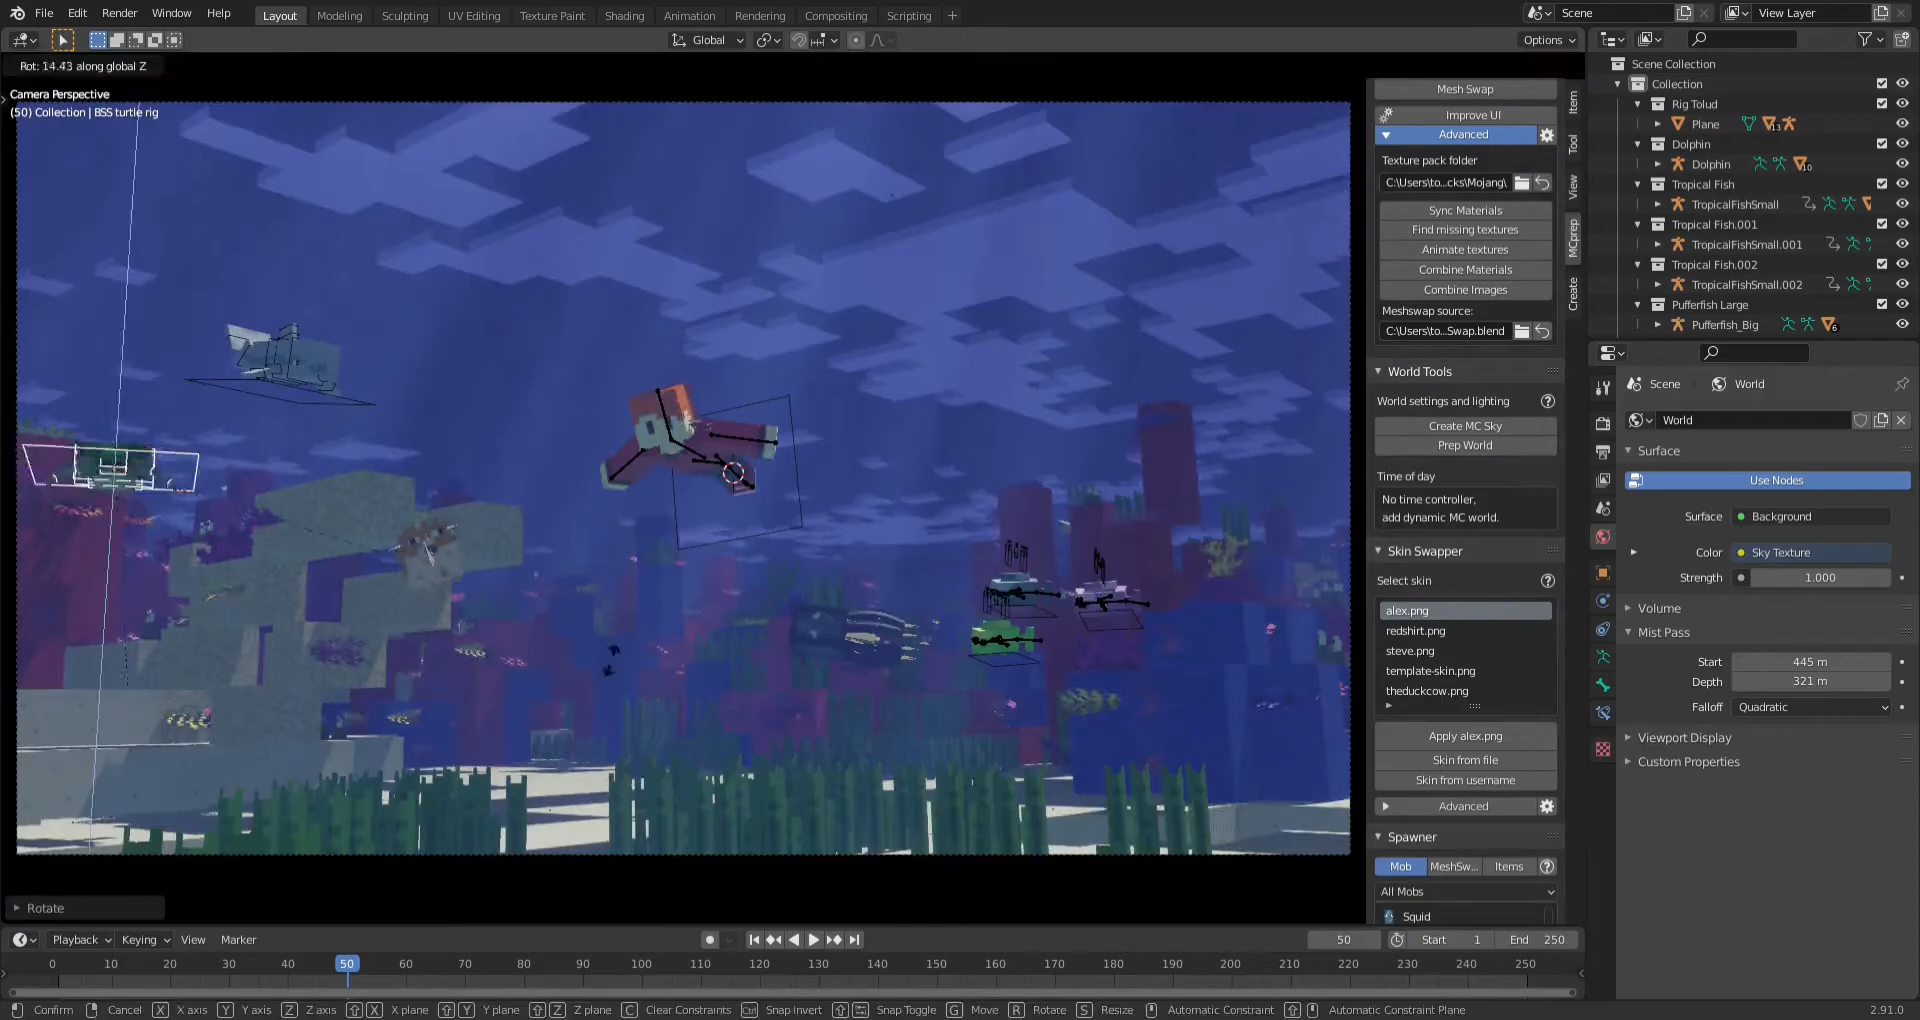 File Edit Render Window Help Layout Modeling Sculpting UV Editing Texture Paint Shading Animation Rendering Compositing Scripting +
Scene
View Layer
Global
Options
Rot: 14.43 along global Z
Camera Perspective
(50) Collection | BSS turtle rig
Mesh Swap
Improve UI
Advanced
Texture pack folder
C:\Users\to...cks\Mojang\
Sync Materials
Find missing textures
Animate textures
Combine Materials
Combine Images
Meshswap source:
C:\Users\to...Swap.blend
World Tools
World settings and lighting
Create MC Sky
Prep World
Time of day
No time controller,
add dynamic MC world.
Skin Swapper
Select skin
alex.png
redshirt.png
steve.png
template-skin.png
theduckcow.png
Apply alex.png
Skin from file
Skin from username
Advanced
Spawner
Mob MeshSw... Items
All Mobs
Squid
Item
Tool
View
MCprep
Create
Scene Collection
Collection
Rig Tolud
Plane 13
Dolphin
Dolphin 10
Tropical Fish
TropicalFishSmall
Tropical Fish.001
TropicalFishSmall.001
Tropical Fish.002
TropicalFishSmall.002
Pufferfish Large
Pufferfish_Big 6
Scene World
World
Surface
Use Nodes
Surface Background
Color Sky Texture
Strength 1.000
Volume
Mist Pass
Start 445 m
Depth 321 m
Falloff Quadratic
Viewport Display
Custom Properties
Rotate
Playback Keying View Marker
50 Start 1 End 250
0 10 20 30 40 50 60 70 80 90 100 110 120 130 140 150 160 170 180 190 200 210 220 230 240 250
Confirm Cancel X X axis Y Y axis Z Z axis X X plane Y Y plane Z Z plane C Clear Constraints Ctrl Snap Invert Snap Toggle G Move R Rotate S Resize Automatic Constraint Automatic Constraint Plane 2.91.0